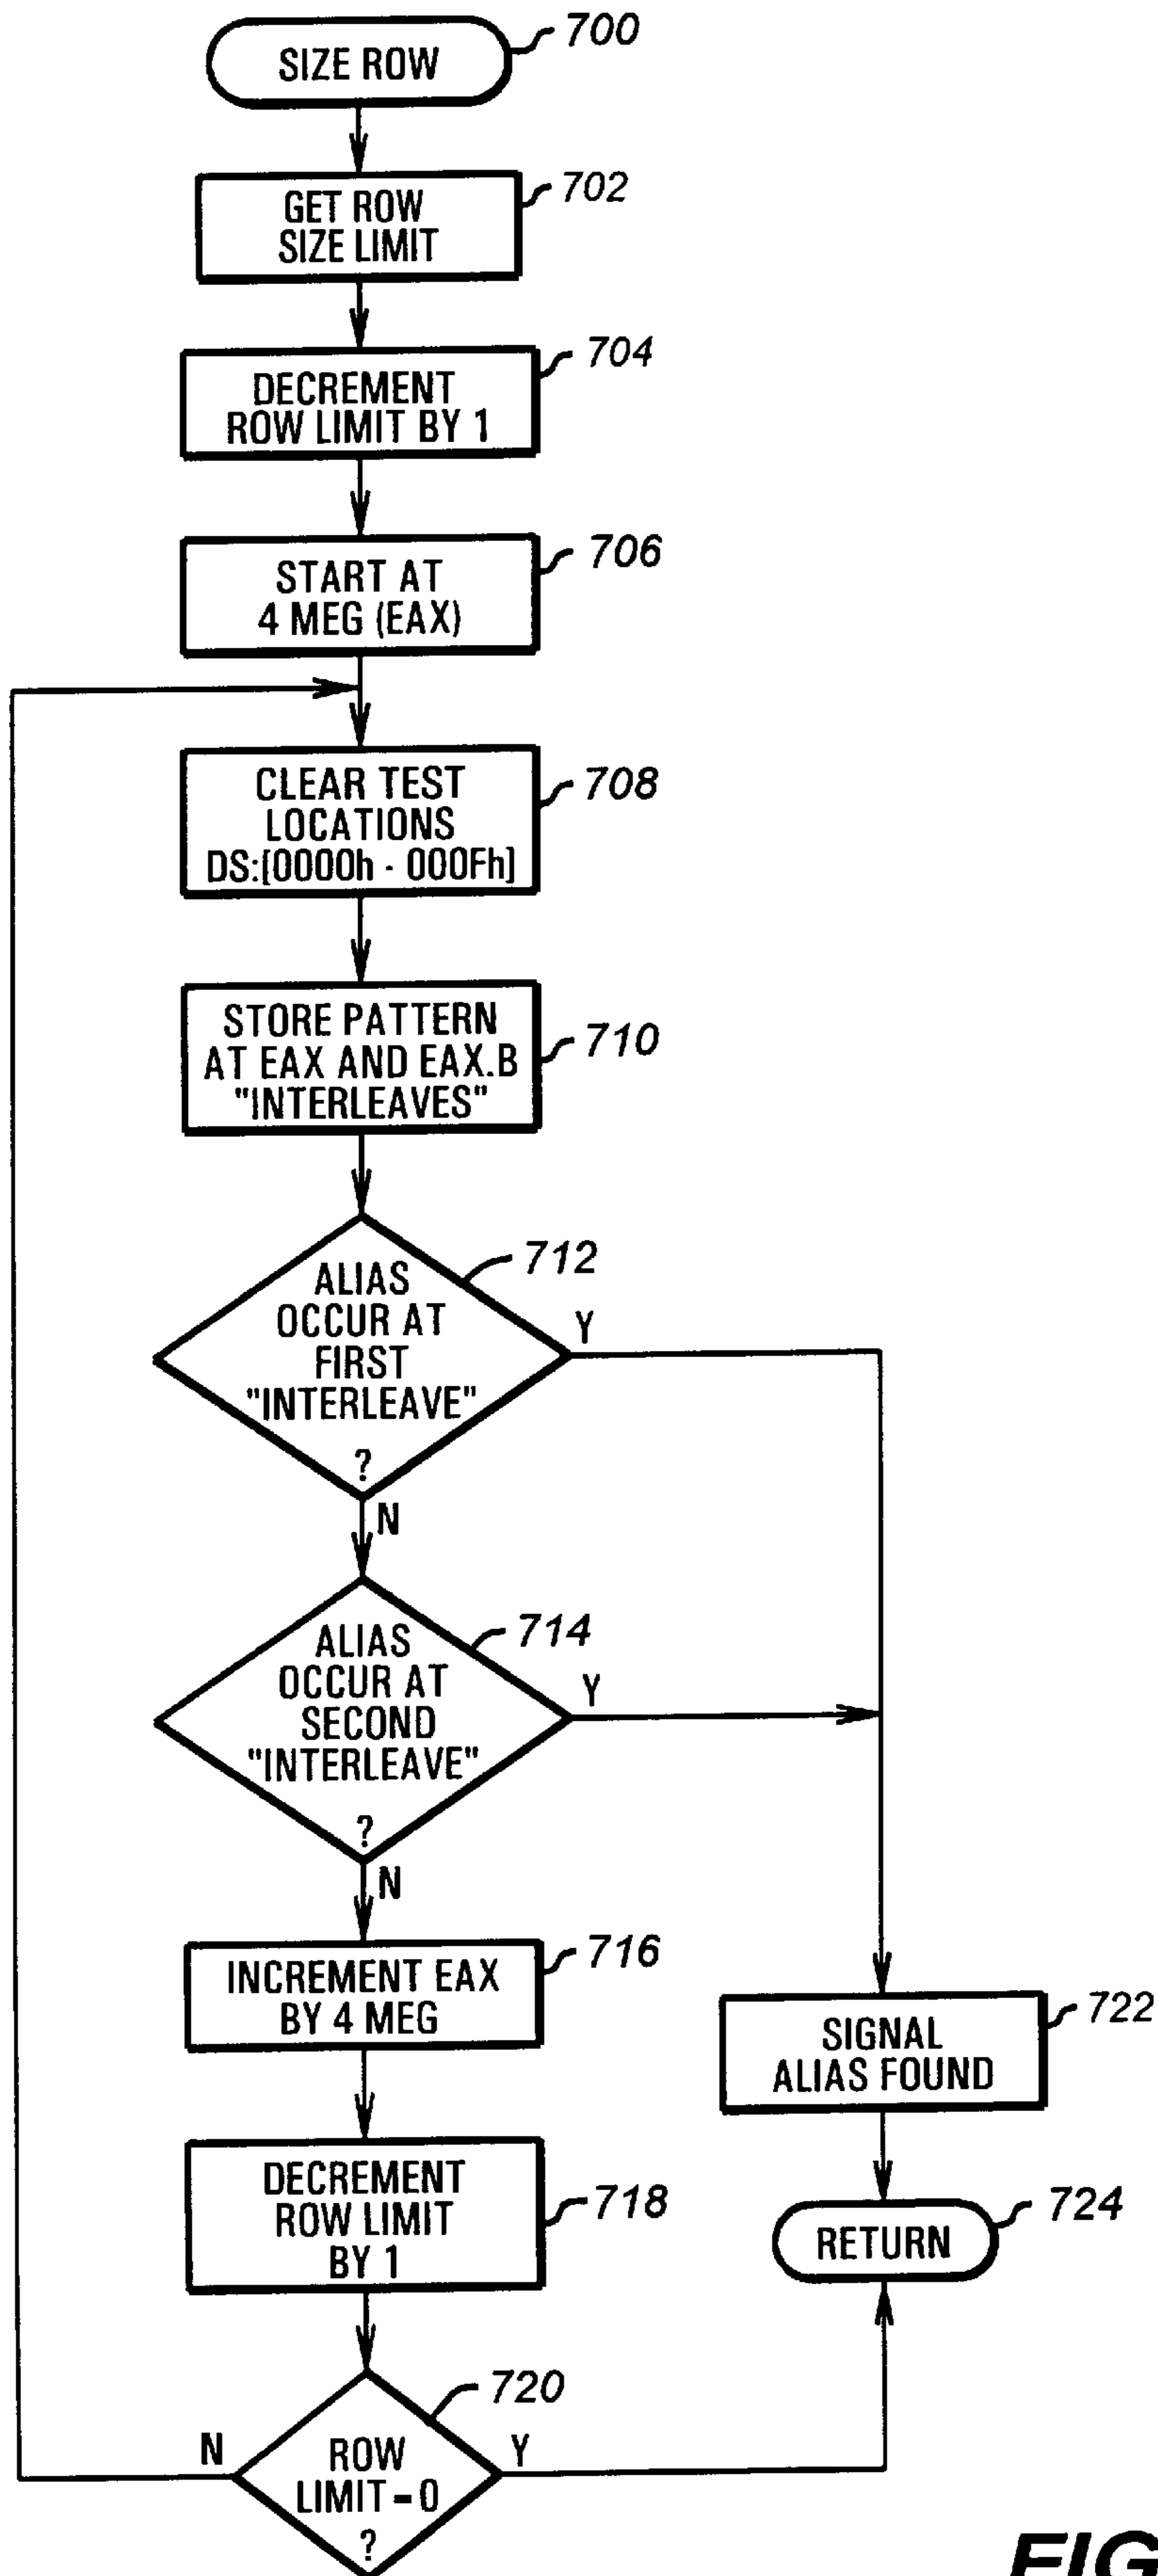 SIZE ROW
700
GET ROW
SIZE LIMIT
702
DECREMENT
ROW LIMIT BY 1
704
START AT
4 MEG (EAX)
706
CLEAR TEST
LOCATIONS
DS:[0000h - 000Fh]
708
STORE PATTERN
AT EAX AND EAX.B
"INTERLEAVES"
710
ALIAS
OCCUR AT
FIRST
"INTERLEAVE"
?
712
Y
N
ALIAS
OCCUR AT
SECOND
"INTERLEAVE"
?
714
Y
N
INCREMENT EAX
BY 4 MEG
716
SIGNAL
ALIAS FOUND
722
DECREMENT
ROW LIMIT
BY 1
718
RETURN
724
ROW
LIMIT = 0
?
720
N
Y
FIG